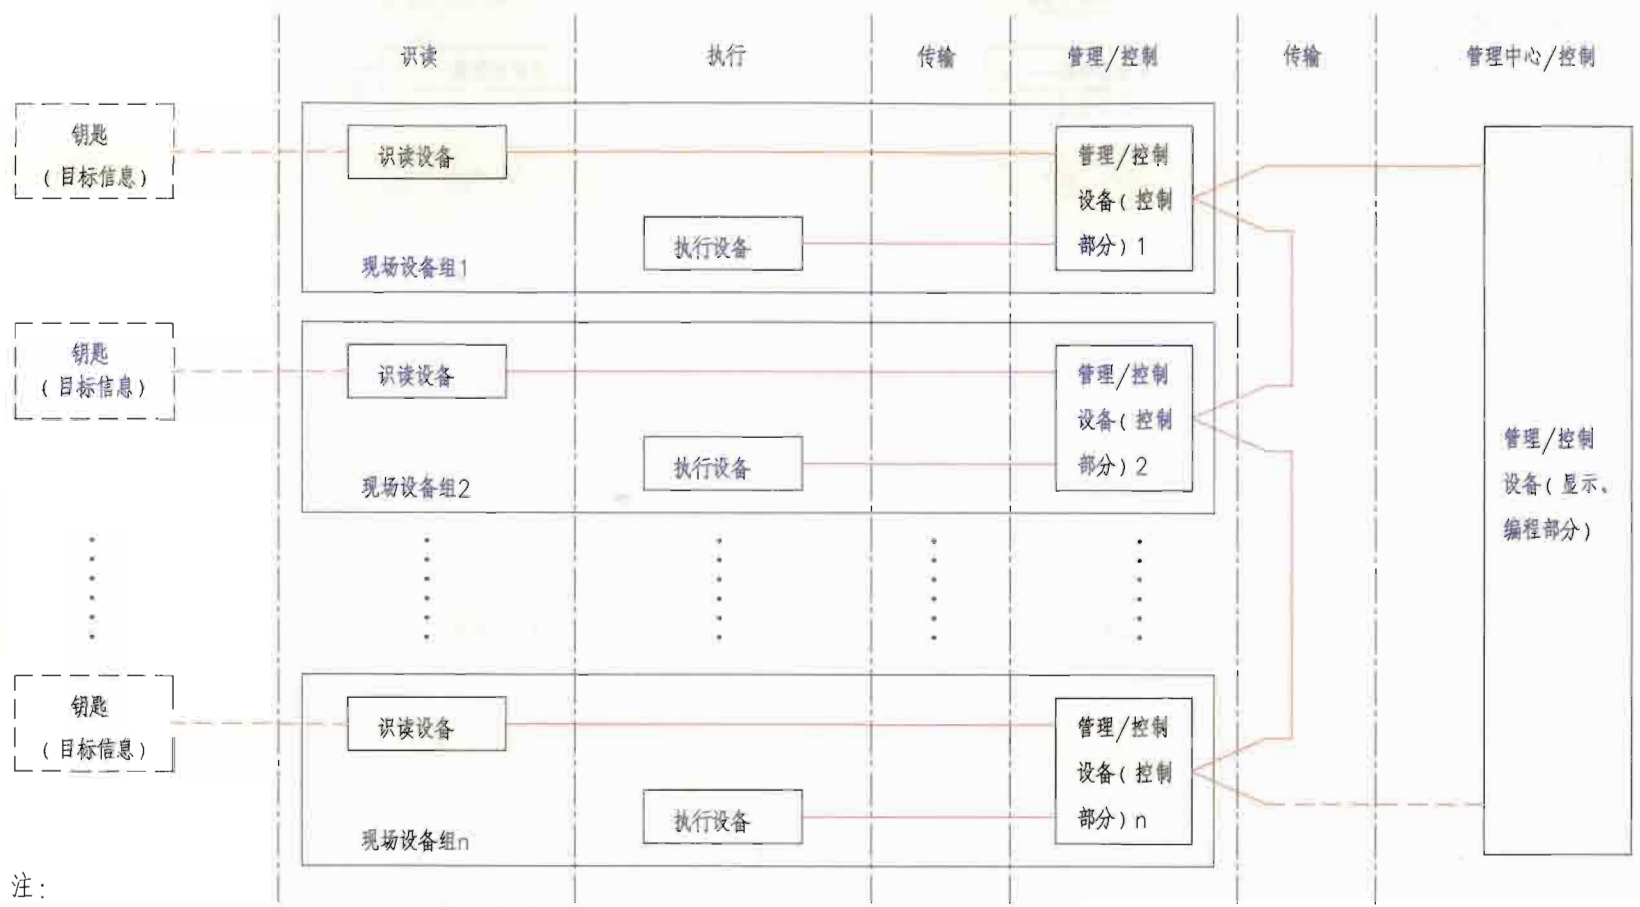 识读 执行 传输 管理/控制 传输 管理中心/控制
钥匙
(目标信息)
识读设备
执行设备
现场设备组1
管理/控制
设备(控制
部分)1
钥匙
(目标信息)
识读设备
执行设备
现场设备组2
管理/控制
设备(控制
部分)2
钥匙
(目标信息)
识读设备
执行设备
现场设备组n
管理/控制
设备(控制
部分)n
管理/控制
设备(显示、
编程部分)
注: